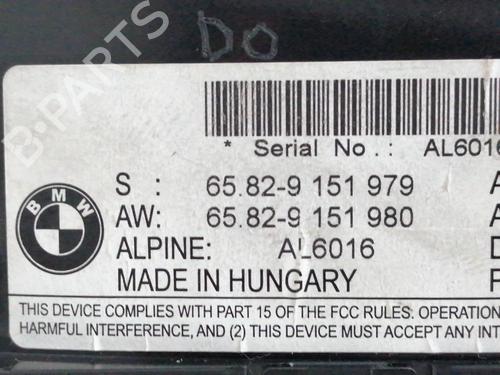 DO
* Serial No. : AL6016
S : 65.82-9 151 979
AW: 65.82-9 151 980
ALPINE: AL6016
MADE IN HUNGARY
BMW
THIS DEVICE COMPLIES WITH PART 15 OF THE FCC RULES. OPERATION
HARMFUL INTERFERENCE, AND (2) THIS DEVICE MUST ACCEPT ANY INT
B-PARTS